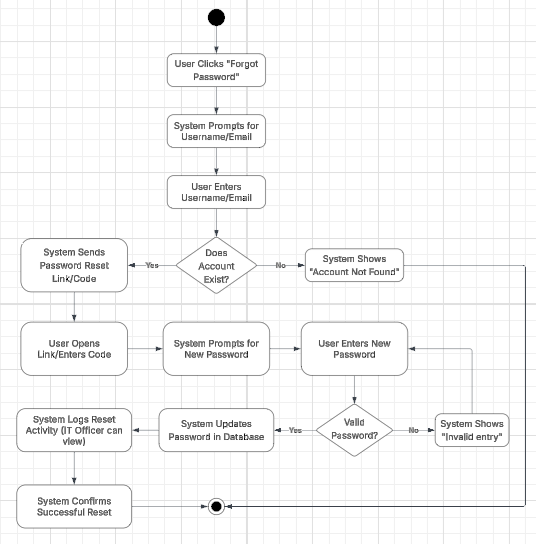 User Clicks "Forgot
Password"
System Prompts for
Username/Email
User Enters
Username/Email
Does
Account
Exist?
Yes
No
System Sends
Password Reset
Link/Code
System Shows
"Account Not Found"
User Opens
Link/Enters Code
System Prompts for
New Password
User Enters New
Password
Valid
Password?
Yes
No
System Shows
"Invalid entry"
System Updates
Password in Database
System Logs Reset
Activity (IT Officer can
view)
System Confirms
Successful Reset